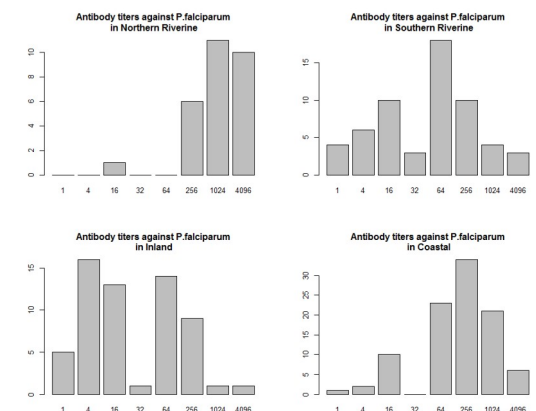 Antibody titers against P.falciparum
in Northern Riverine
10
8
6
4
2
0
1 4 16 32 64 256 1024 4096
Antibody titers against P.falciparum
in Southern Riverine
15
10
5
0
1 4 16 32 64 256 1024 4096
Antibody titers against P.falciparum
in Inland
15
10
5
0
1 4 16 32 64 256 1024 4096
Antibody titers against P.falciparum
in Coastal
30
25
20
15
10
5
0
1 4 16 32 64 256 1024 4096